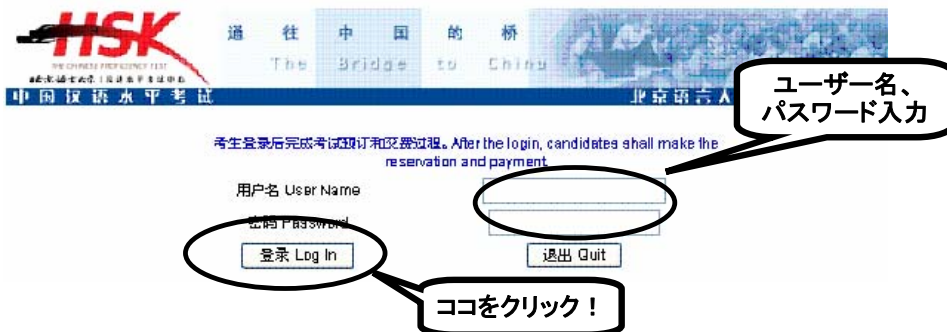 HSK
THE CHINESE PROFICIENCY TEST
通往中国的桥
The Bridge to China
中国汉语水平考试
北京语言
ユーザー名、
パスワード入力
考生登录后完成考试预订和交费过程。After the login, candidates shall make the
reservation and payment
用户名 User Name
密码 Password
登录 Log In
退出 Quit
ココをクリック！